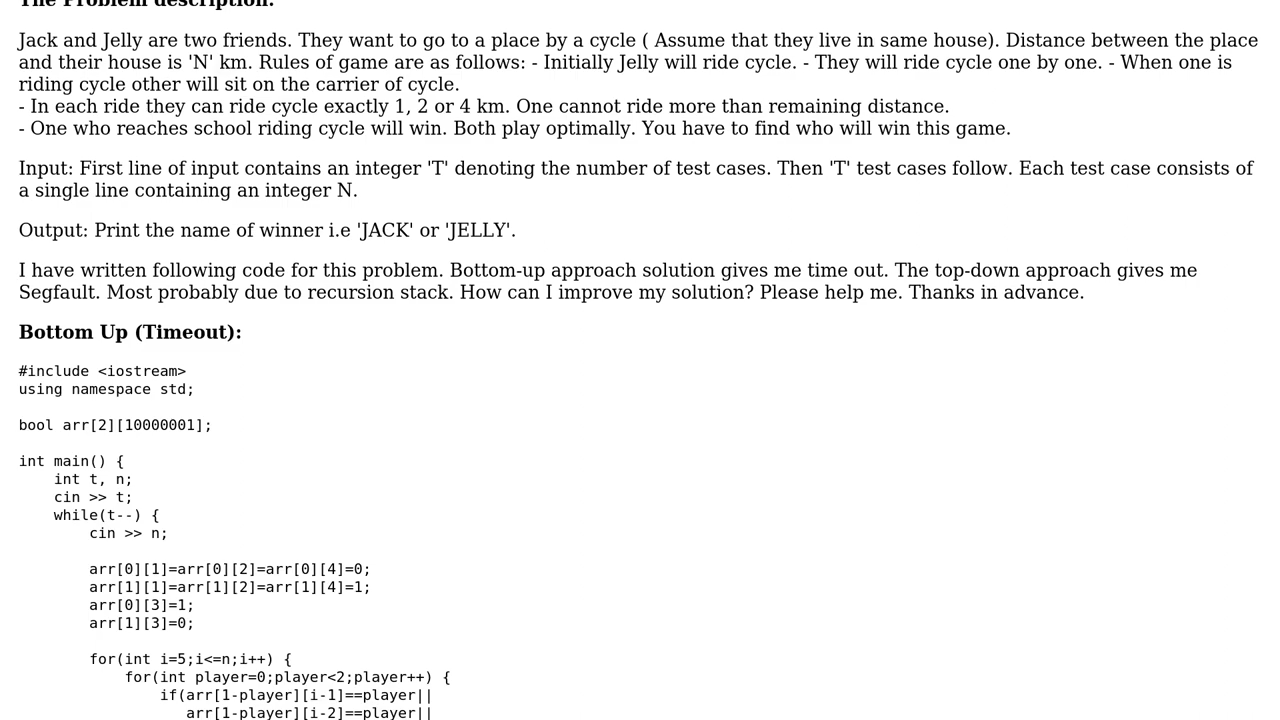 The Problem description:
Jack and Jelly are two friends. They want to go to a place by a cycle ( Assume that they live in same house). Distance between the place
and their house is 'N' km. Rules of game are as follows: - Initially Jelly will ride cycle. - They will ride cycle one by one. - When one is
riding cycle other will sit on the carrier of cycle.
- In each ride they can ride cycle exactly 1, 2 or 4 km. One cannot ride more than remaining distance.
- One who reaches school riding cycle will win. Both play optimally. You have to find who will win this game.
Input: First line of input contains an integer 'T' denoting the number of test cases. Then 'T' test cases follow. Each test case consists of
a single line containing an integer N.
Output: Print the name of winner i.e 'JACK' or 'JELLY'.
I have written following code for this problem. Bottom-up approach solution gives me time out. The top-down approach gives me
Segfault. Most probably due to recursion stack. How can I improve my solution? Please help me. Thanks in advance.
Bottom Up (Timeout):
#include <iostream>
using namespace std;
bool arr[2][10000001];
int main() {
    int t, n;
    cin >> t;
    while(t--) {
        cin >> n;
        arr[0][1]=arr[0][2]=arr[0][4]=0;
        arr[1][1]=arr[1][2]=arr[1][4]=1;
        arr[0][3]=1;
        arr[1][3]=0;
        for(int i=5;i<=n;i++) {
            for(int player=0;player<2;player++) {
                if(arr[1-player][i-1]==player||
                   arr[1-player][i-2]==player||